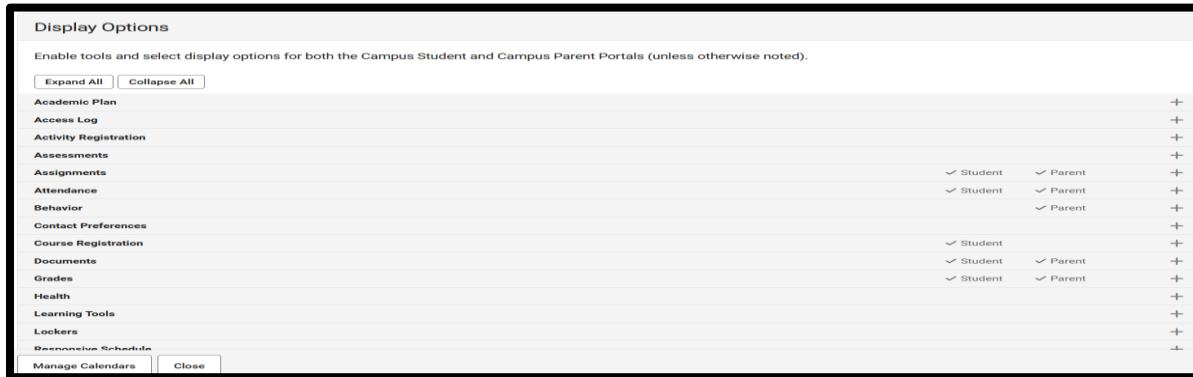 Display Options
Enable tools and select display options for both the Campus Student and Campus Parent Portals (unless otherwise noted).
Expand All Collapse All
Academic Plan
Access Log
Activity Registration
Assessments
Assignments Student Parent
Attendance Student Parent
Behavior Parent
Contact Preferences
Course Registration Student
Documents Student Parent
Grades Student Parent
Health
Learning Tools
Lockers
Responsive Schedule
Manage Calendars Close